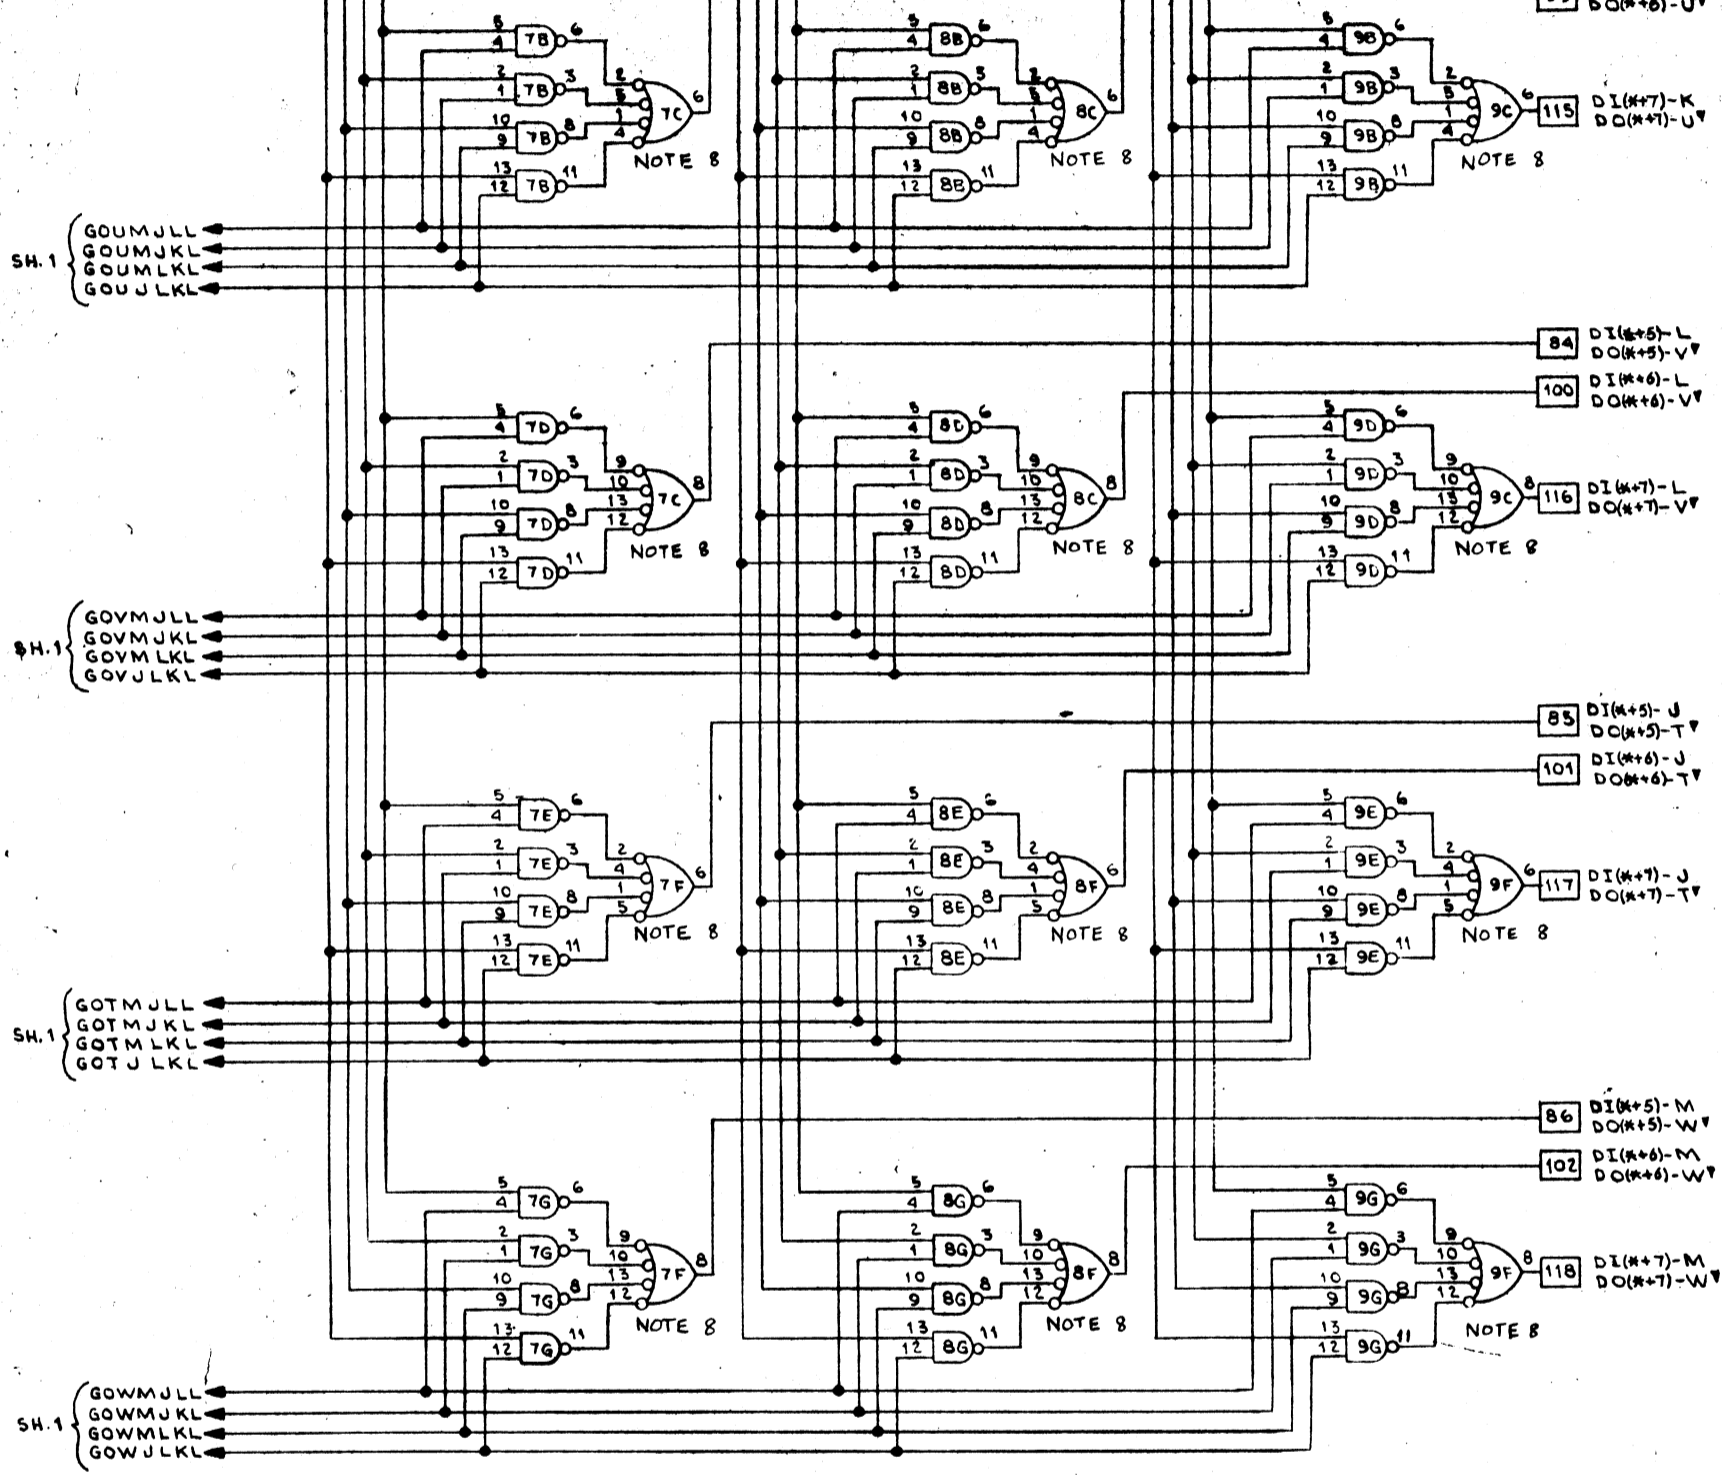 DO(*+6)-U▼
5 6 5 6 5 6
4 7B 4 8B 4 9B
2 3 2 3 2 3
1 7B 1 8B 1 9B
10 8 10 8 10 8
9 7B 9 8B 9 9B
13 11 13 11 13 11
12 7B 12 8B 12 9B
2 5 1 4 7C 6
2 5 1 4 8C 6
2 5 1 4 9C 6
115 DI(*+7)-K
DO(*+7)-U▼
NOTE 8 NOTE 8 NOTE 8
SH.1
GOUMJLL
GOUMJKL
GOUMLKL
GOUJLKL
84 DI(*+5)-L
DO(*+5)-V▼
100 DI(*+6)-L
DO(*+6)-V▼
5 6 5 6 5 6
4 7D 4 8D 4 9D
2 3 2 3 2 3
1 7D 1 8D 1 9D
10 8 10 8 10 8
9 7D 9 8D 9 9D
13 11 13 11 13 11
12 7D 12 8D 12 9D
9 10 13 12 7C 8
9 10 13 12 8C 8
9 10 13 12 9C 8
116 DI(*+7)-L
DO(*+7)-V▼
NOTE 8 NOTE 8 NOTE 8
SH.1
GOVMJLL
GOVMJKL
GOVMLKL
GOVJLKL
85 DI(*+5)-J
DO(*+5)-T▼
101 DI(*+6)-J
DO(*+6)-T▼
5 6 5 6 5 6
4 7E 4 8E 4 9E
2 3 2 3 2 3
1 7E 1 8E 1 9E
10 8 10 8 10 8
9 7E 9 8E 9 9E
13 11 13 11 13 11
12 7E 12 8E 12 9E
2 4 1 5 7F 6
2 4 1 5 8F 6
2 4 1 5 9F 6
117 DI(*+7)-J
DO(*+7)-T▼
NOTE 8 NOTE 8 NOTE 8
SH.1
GOTMJLL
GOTMJKL
GOTMLKL
GOTJLKL
86 DI(*+5)-M
DO(*+5)-W▼
102 DI(*+6)-M
DO(*+6)-W▼
5 6 5 6 5 6
4 7G 4 8G 4 9G
2 3 2 3 2 3
1 7G 1 8G 1 9G
10 8 10 8 10 8
9 7G 9 8G 9 9G
13 11 13 11 13 11
12 7G 12 8G 12 9G
9 10 13 12 7F 8
9 10 13 12 8F 8
9 10 13 12 9F 8
118 DI(*+7)-M
DO(*+7)-W▼
NOTE 8 NOTE 8 NOTE 8
SH.1
GOWMJLL
GOWMJKL
GOWMLKL
GOWJLKL